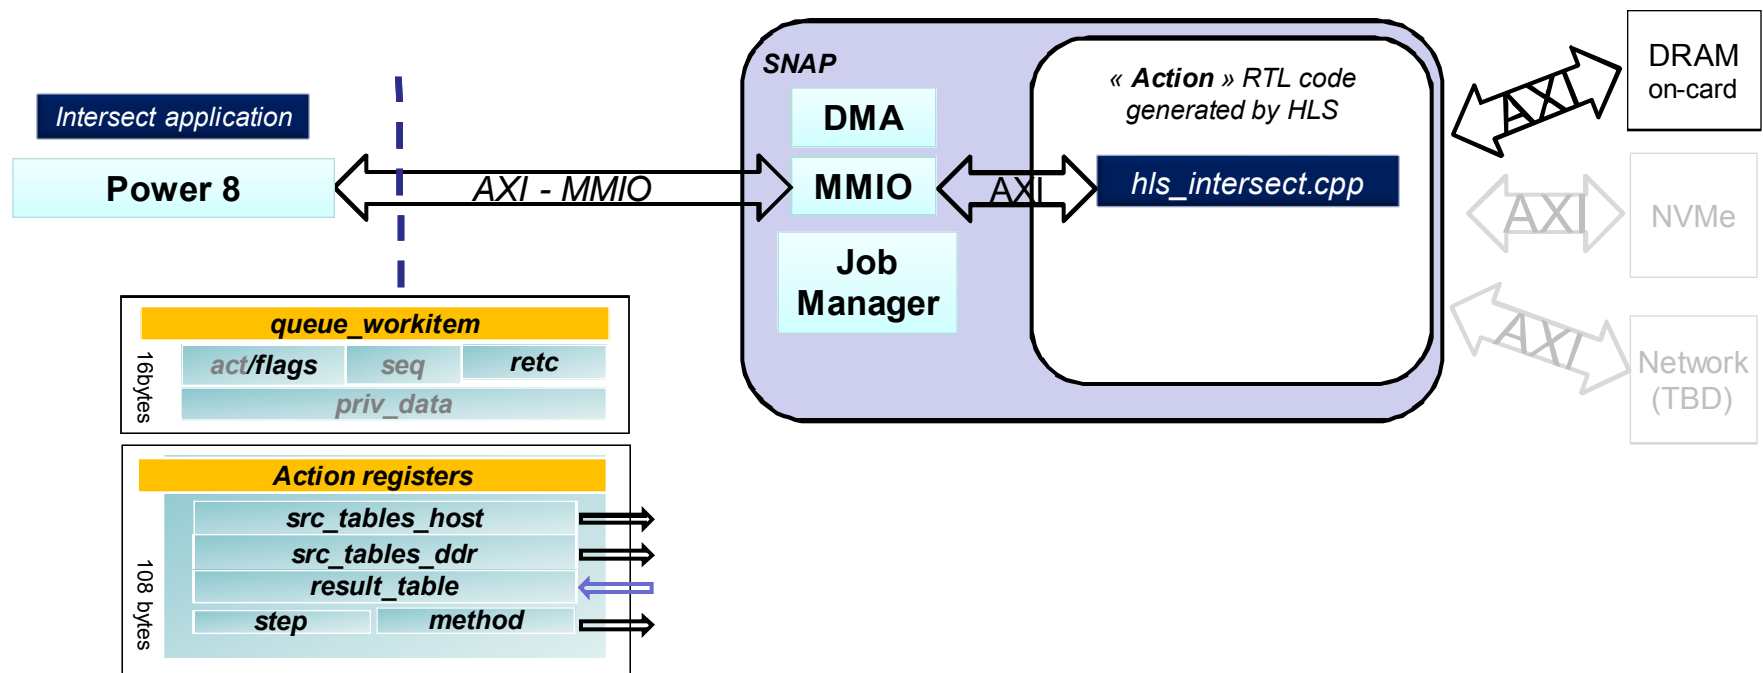 SNAP
« Action » RTL code
generated by HLS
DRAM
on-card
AXI
Intersect application
DMA
Power 8
AXI - MMIO
MMIO
AXI
hls_intersect.cpp
AXI
NVMe
Job
Manager
AXI
Network
(TBD)
queue_workitem
16bytes
act/flags
seq
retc
priv_data
Action registers
108 bytes
src_tables_host
src_tables_ddr
result_table
step
method